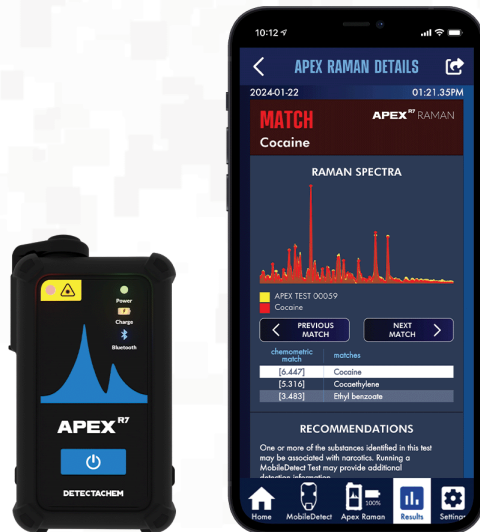 Power
Charge
Bluetooth
APEX R7
DETECTACHEM
10:12
APEX RAMAN DETAILS
2024-01-22 01:21.35PM
MATCH
APEX R7 RAMAN
Cocaine
RAMAN SPECTRA
APEX TEST 00059
Cocaine
PREVIOUS MATCH
NEXT MATCH
chemometric match matches
[6.447] Cocaine
[5.316] Cocaethylene
[3.483] Ethyl benzoate
RECOMMENDATIONS
One or more of the substances identified in this test
may be associated with narcotics. Running a
MobileDetect Test may provide additional
detection information
100%
Home MobileDetect Apex Raman Results Settings